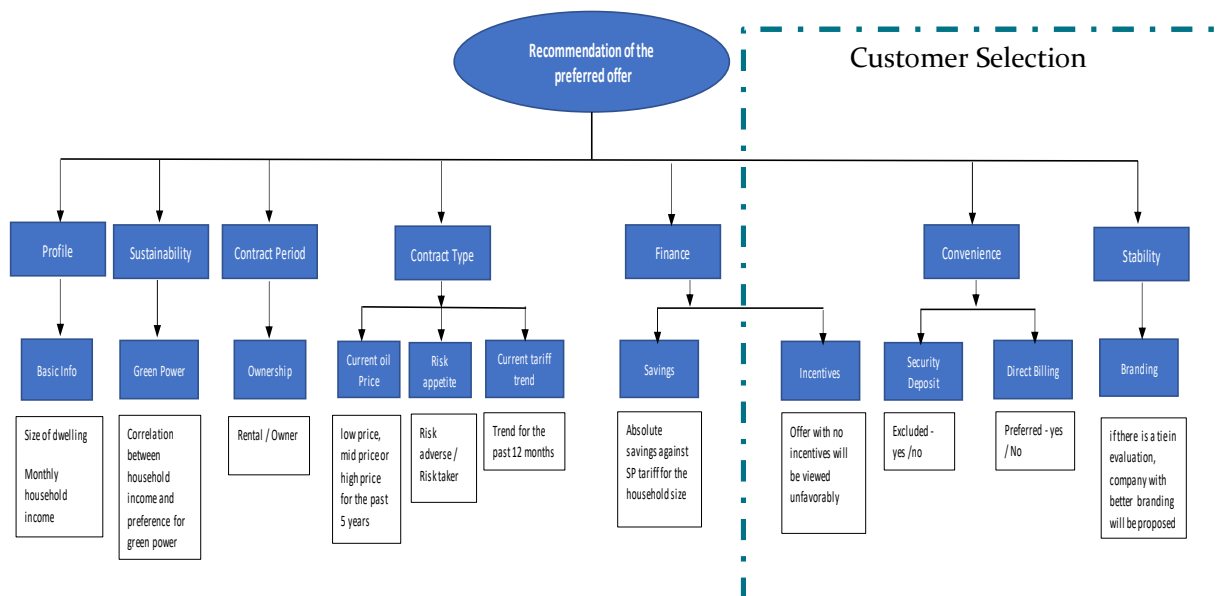 Recommendation of the
preferred offer
Customer Selection
Profile
Sustainability
Contract Period
Contract Type
Finance
Convenience
Stability
Basic Info
Green Power
Ownership
Current oil
Price
Risk
appetite
Current tariff
trend
Savings
Incentives
Security
Deposit
Direct Billing
Branding
Size of dwelling
Monthly
household
income
Correlation
between
household
income and
preference for
green power
Rental / Owner
low price,
mid price or
high price
for the past
5 years
Risk
adverse /
Risk taker
Trend for the
past 12 months
Absolute
savings against
SP tariff for the
household size
Offer with no
incentives will
be viewed
unfavorably
Excluded -
yes /no
Preferred - yes
/ No
if there is a tie in
evaluation,
company with
better branding
will be proposed